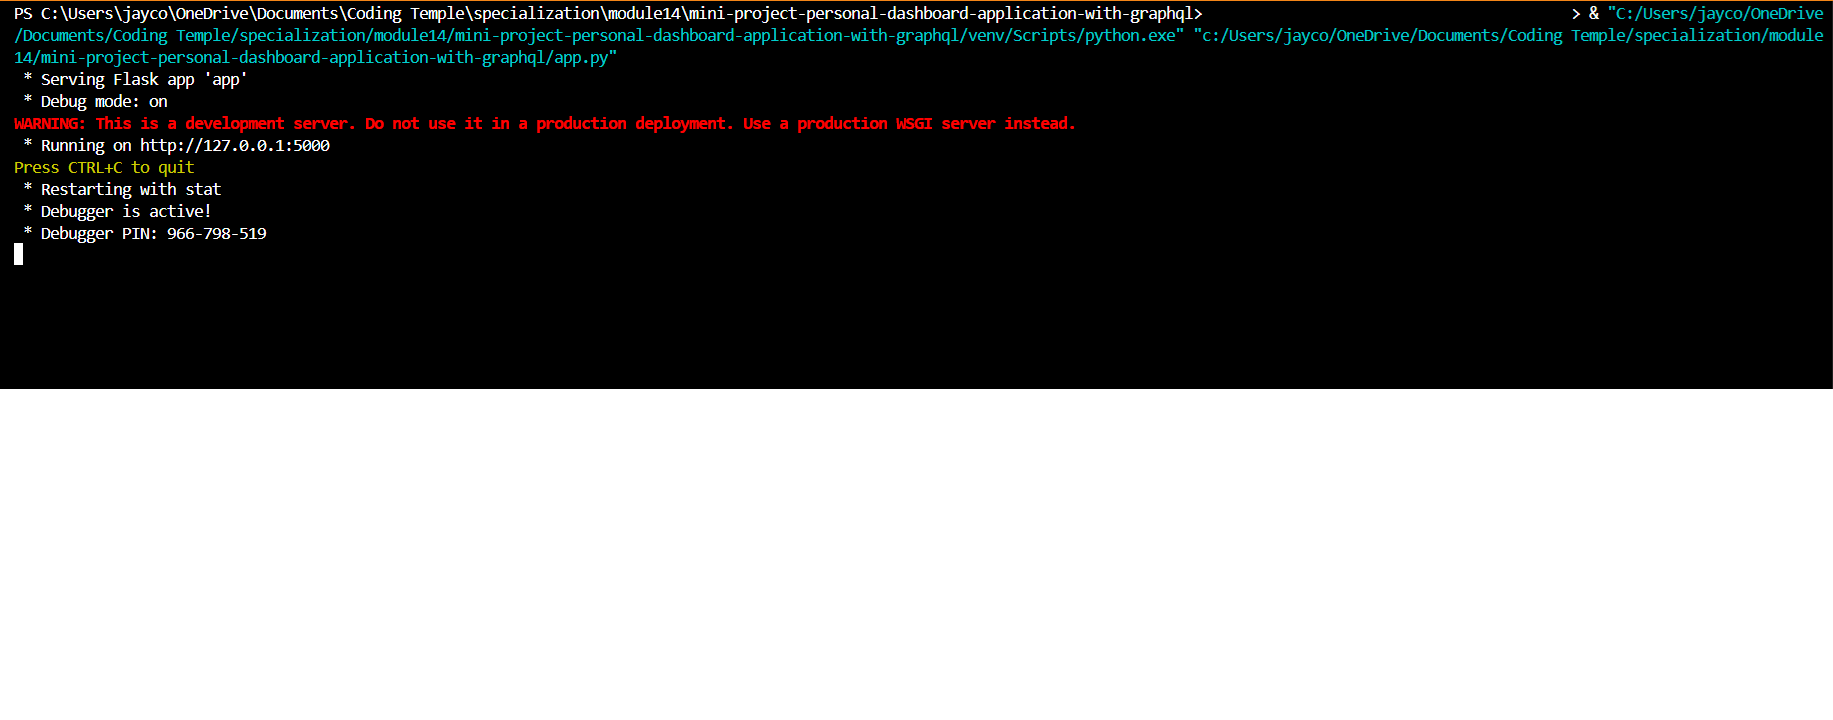 PS C:\Users\jayco\OneDrive\Documents\Coding Temple\specialization\module14\mini-project-personal-dashboard-application-with-graphql> > & "C:/Users/jayco/OneDrive
/Documents/Coding Temple/specialization/module14/mini-project-personal-dashboard-application-with-graphql/venv/Scripts/python.exe" "c:/Users/jayco/OneDrive/Documents/Coding Temple/specialization/module
14/mini-project-personal-dashboard-application-with-graphql/app.py"
* Serving Flask app 'app'
* Debug mode: on
WARNING: This is a development server. Do not use it in a production deployment. Use a production WSGI server instead.
* Running on http://127.0.0.1:5000
Press CTRL+C to quit
* Restarting with stat
* Debugger is active!
* Debugger PIN: 966-798-519